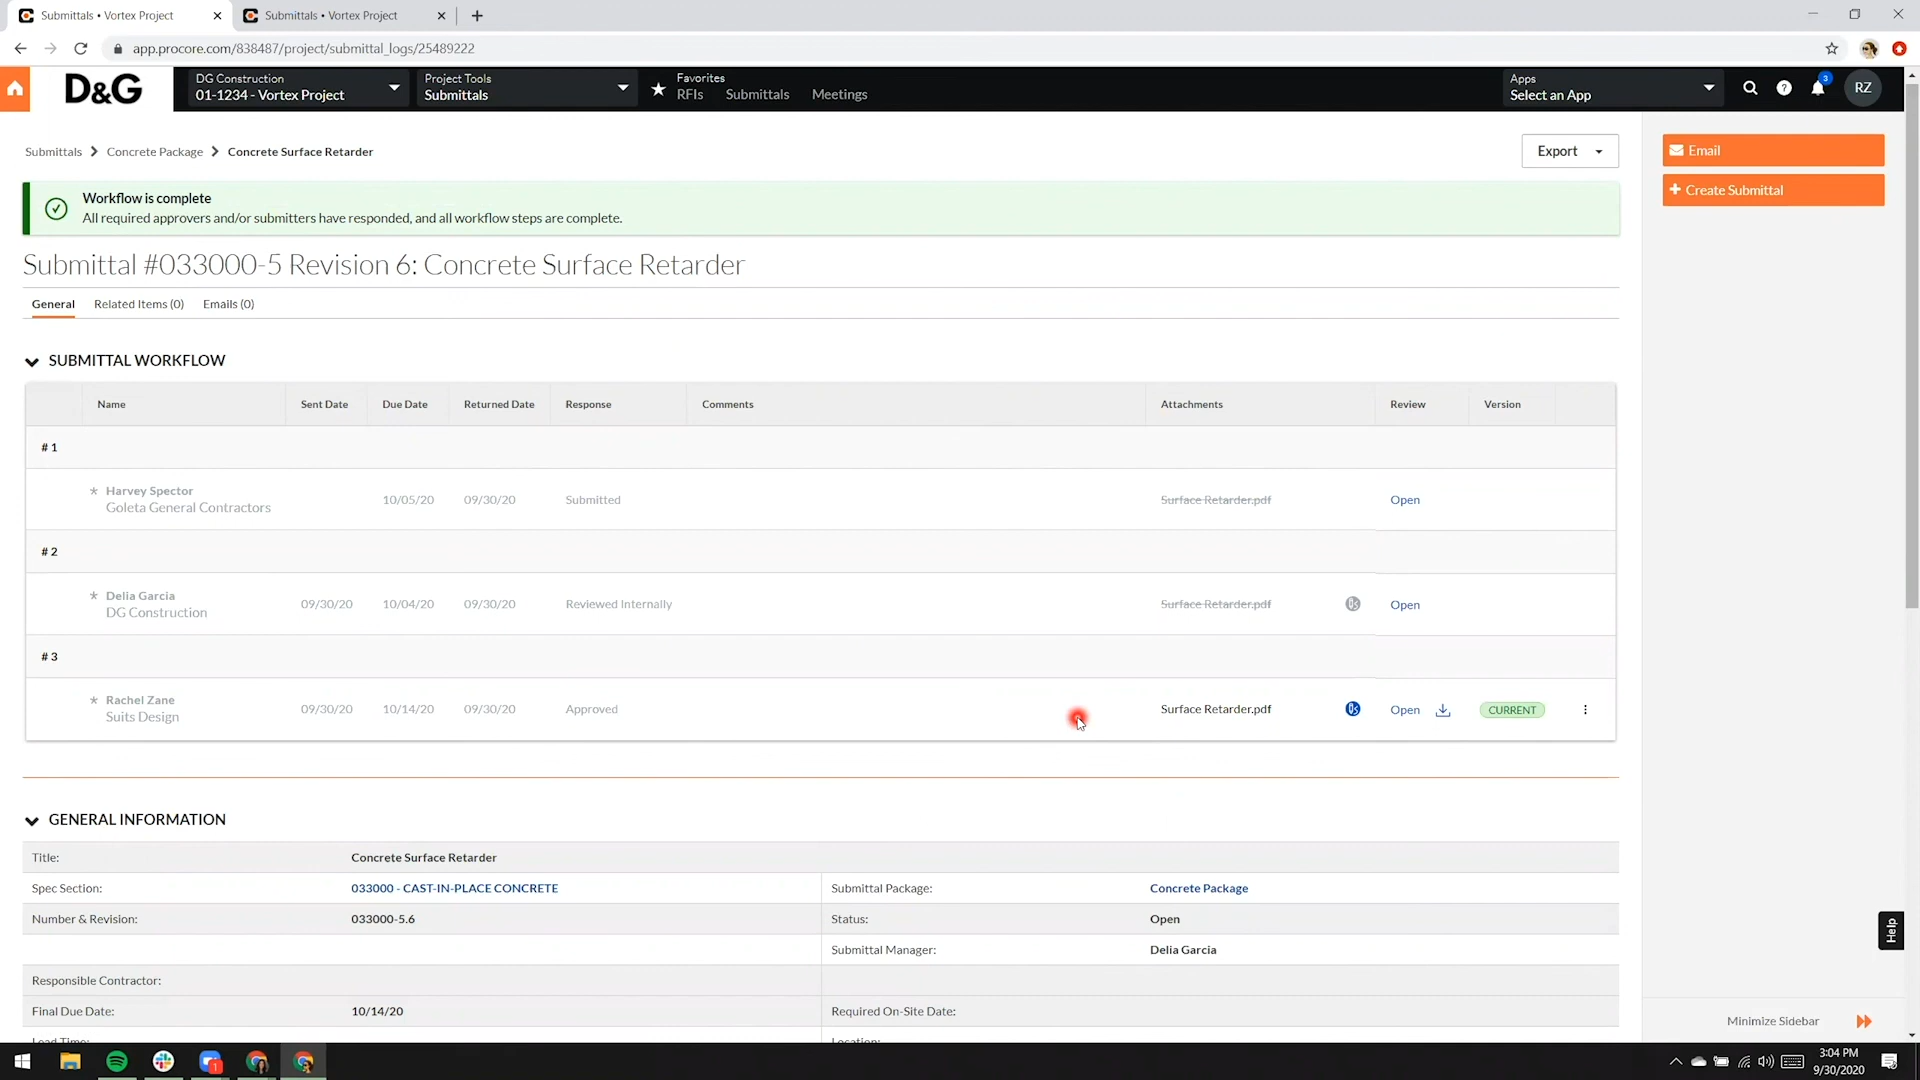 Submittals • Vortex Project
Submittals • Vortex Project
app.procore.com/838487/project/submittal_logs/25489222
D&G
DG Construction
01-1234 - Vortex Project
Project Tools
Submittals
Favorites
RFIs Submittals Meetings
Apps
Select an App
3
RZ
Submittals Concrete Package Concrete Surface Retarder
Export
Email
Create Submittal
Workflow is complete
All required approvers and/or submitters have responded, and all workflow steps are complete.
Submittal #033000-5 Revision 6: Concrete Surface Retarder
General Related Items (0) Emails (0)
SUBMITTAL WORKFLOW
Name Sent Date Due Date Returned Date Response Comments Attachments Review Version
# 1
* Harvey Spector
Goleta General Contractors
10/05/20 09/30/20 Submitted Surface Retarder.pdf Open
# 2
* Delia Garcia
DG Construction
09/30/20 10/04/20 09/30/20 Reviewed Internally Surface Retarder.pdf Open
# 3
* Rachel Zane
Suits Design
09/30/20 10/14/20 09/30/20 Approved Surface Retarder.pdf Open CURRENT
GENERAL INFORMATION
Title: Concrete Surface Retarder
Spec Section: 033000 - CAST-IN-PLACE CONCRETE Submittal Package: Concrete Package
Number & Revision: 033000-5.6 Status: Open
Submittal Manager: Delia Garcia
Responsible Contractor:
Final Due Date: 10/14/20 Required On-Site Date:
Lead Time: Location:
Help
Minimize Sidebar
1
3:04 PM
9/30/2020